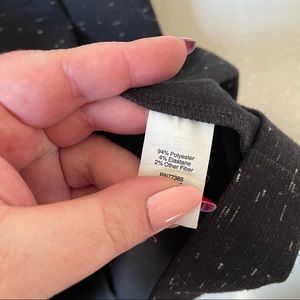 94% Polyester
4% Elastane
2% Other Fiber
RN77388